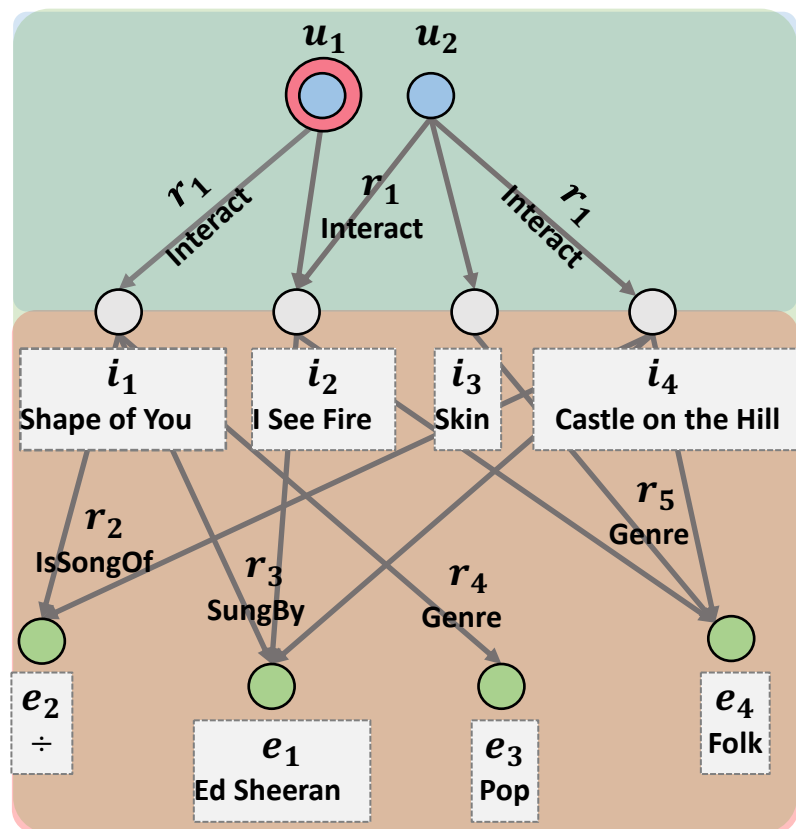 u₁ u₂
r₁ r₁ r₁
Interact Interact Interact
i₁ i₂ i₃ i₄
Shape of You I See Fire Skin Castle on the Hill
r₂ r₃ r₄ r₅
IsSongOf SungBy Genre Genre
e₂ e₁ e₃ e₄
÷ Ed Sheeran Pop Folk